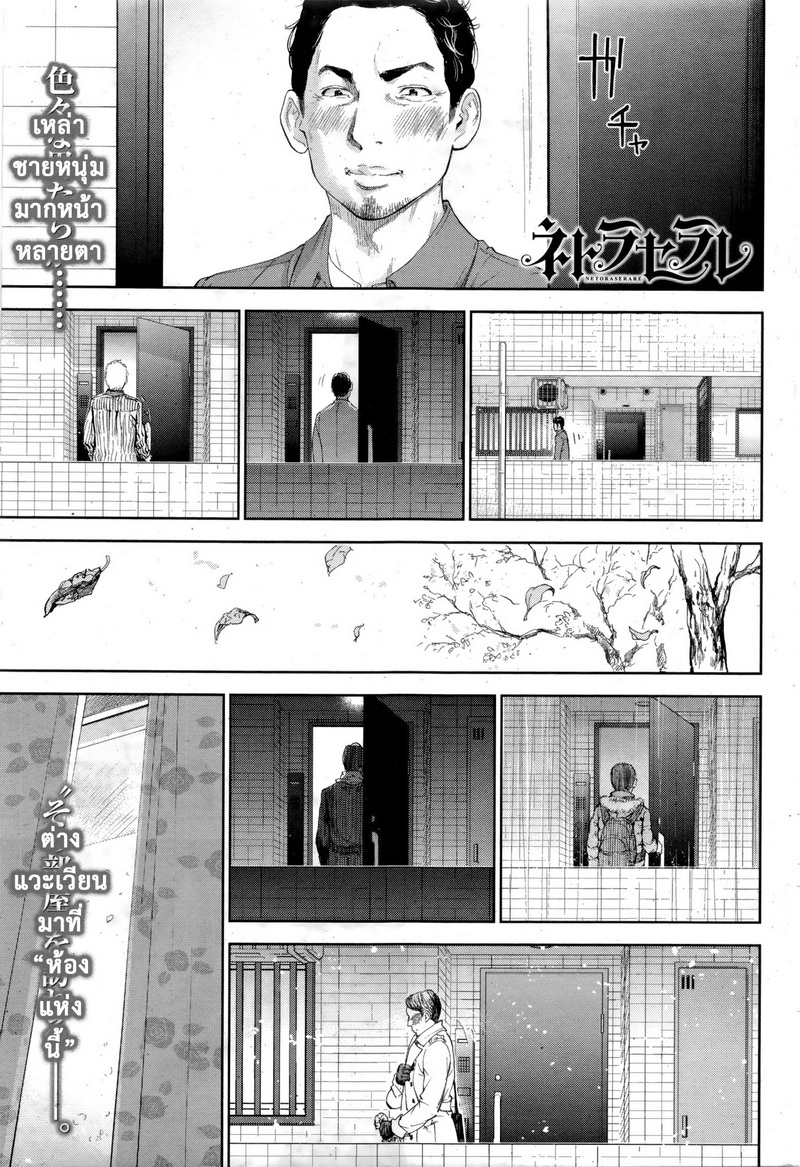 ガチャ
ネトラセラレ
NETORASERARE
เหล่า
ชายหนุ่ม
มากหน้า
หลายตา
ต่าง
แวะเวียน
มาที่
“ห้อง
แห่ง
นี้”